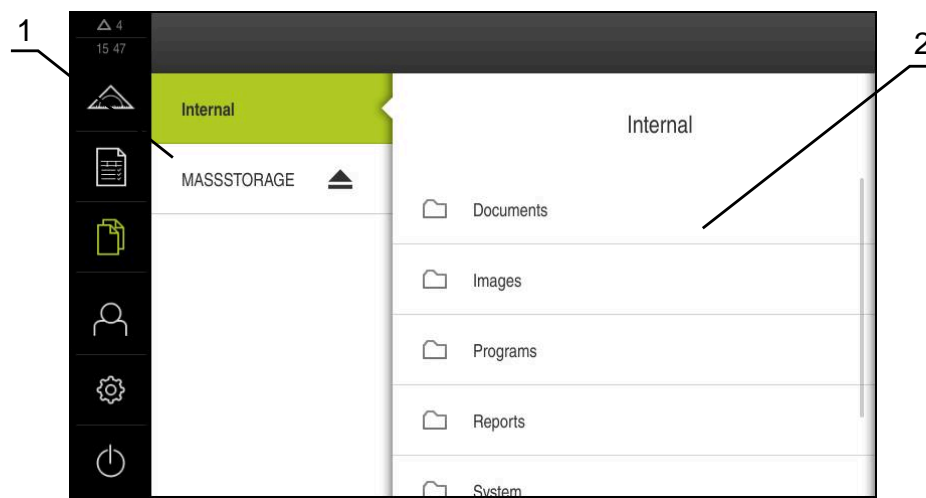 1
2
4
15 47
Internal
MASSSTORAGE
Internal
Documents
Images
Programs
Reports
System